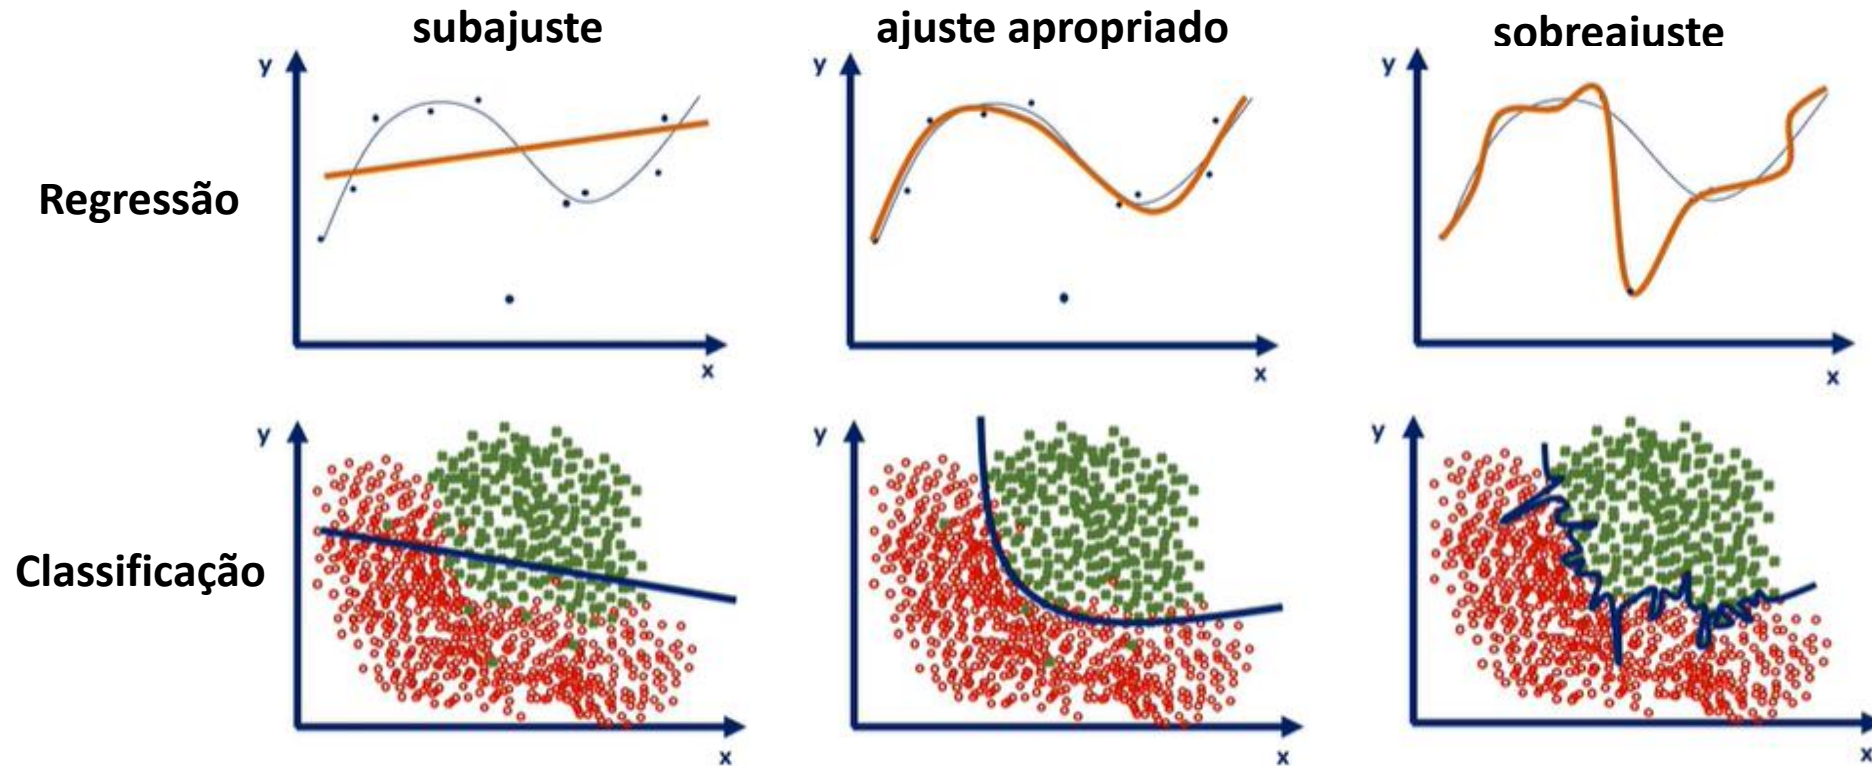 subajuste
ajuste apropriado
sobreajuste
y
y
y
Regressão
x
x
x
y
y
y
Classificação
x
x
x